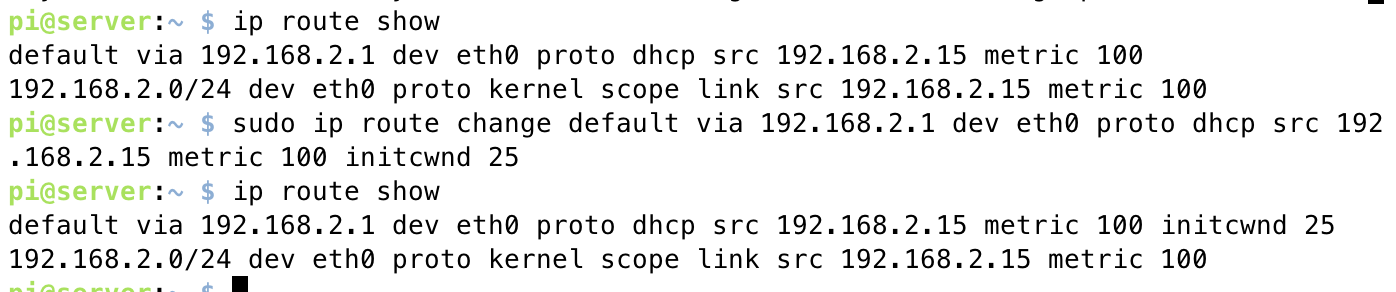 pi@server:~ $ ip route show
default via 192.168.2.1 dev eth0 proto dhcp src 192.168.2.15 metric 100
192.168.2.0/24 dev eth0 proto kernel scope link src 192.168.2.15 metric 100
pi@server:~ $ sudo ip route change default via 192.168.2.1 dev eth0 proto dhcp src 192
.168.2.15 metric 100 initcwnd 25
pi@server:~ $ ip route show
default via 192.168.2.1 dev eth0 proto dhcp src 192.168.2.15 metric 100 initcwnd 25
192.168.2.0/24 dev eth0 proto kernel scope link src 192.168.2.15 metric 100
pi@server:~ $